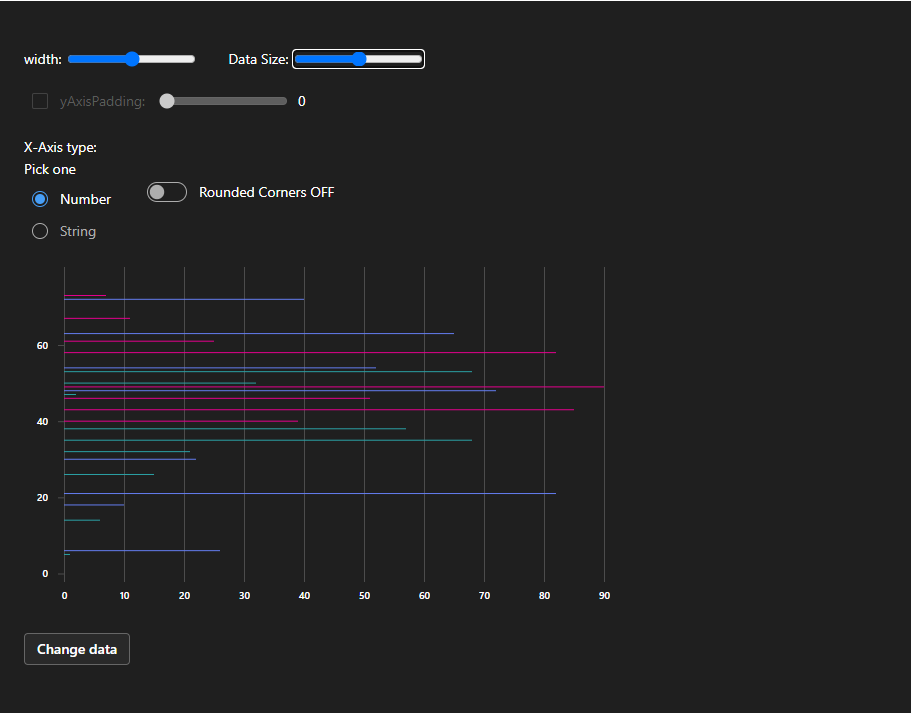 width: Data Size:
yAxisPadding: 0
X-Axis type:
Pick one
Number
Rounded Corners OFF
String
60
40
20
0
0 10 20 30 40 50 60 70 80 90
Change data